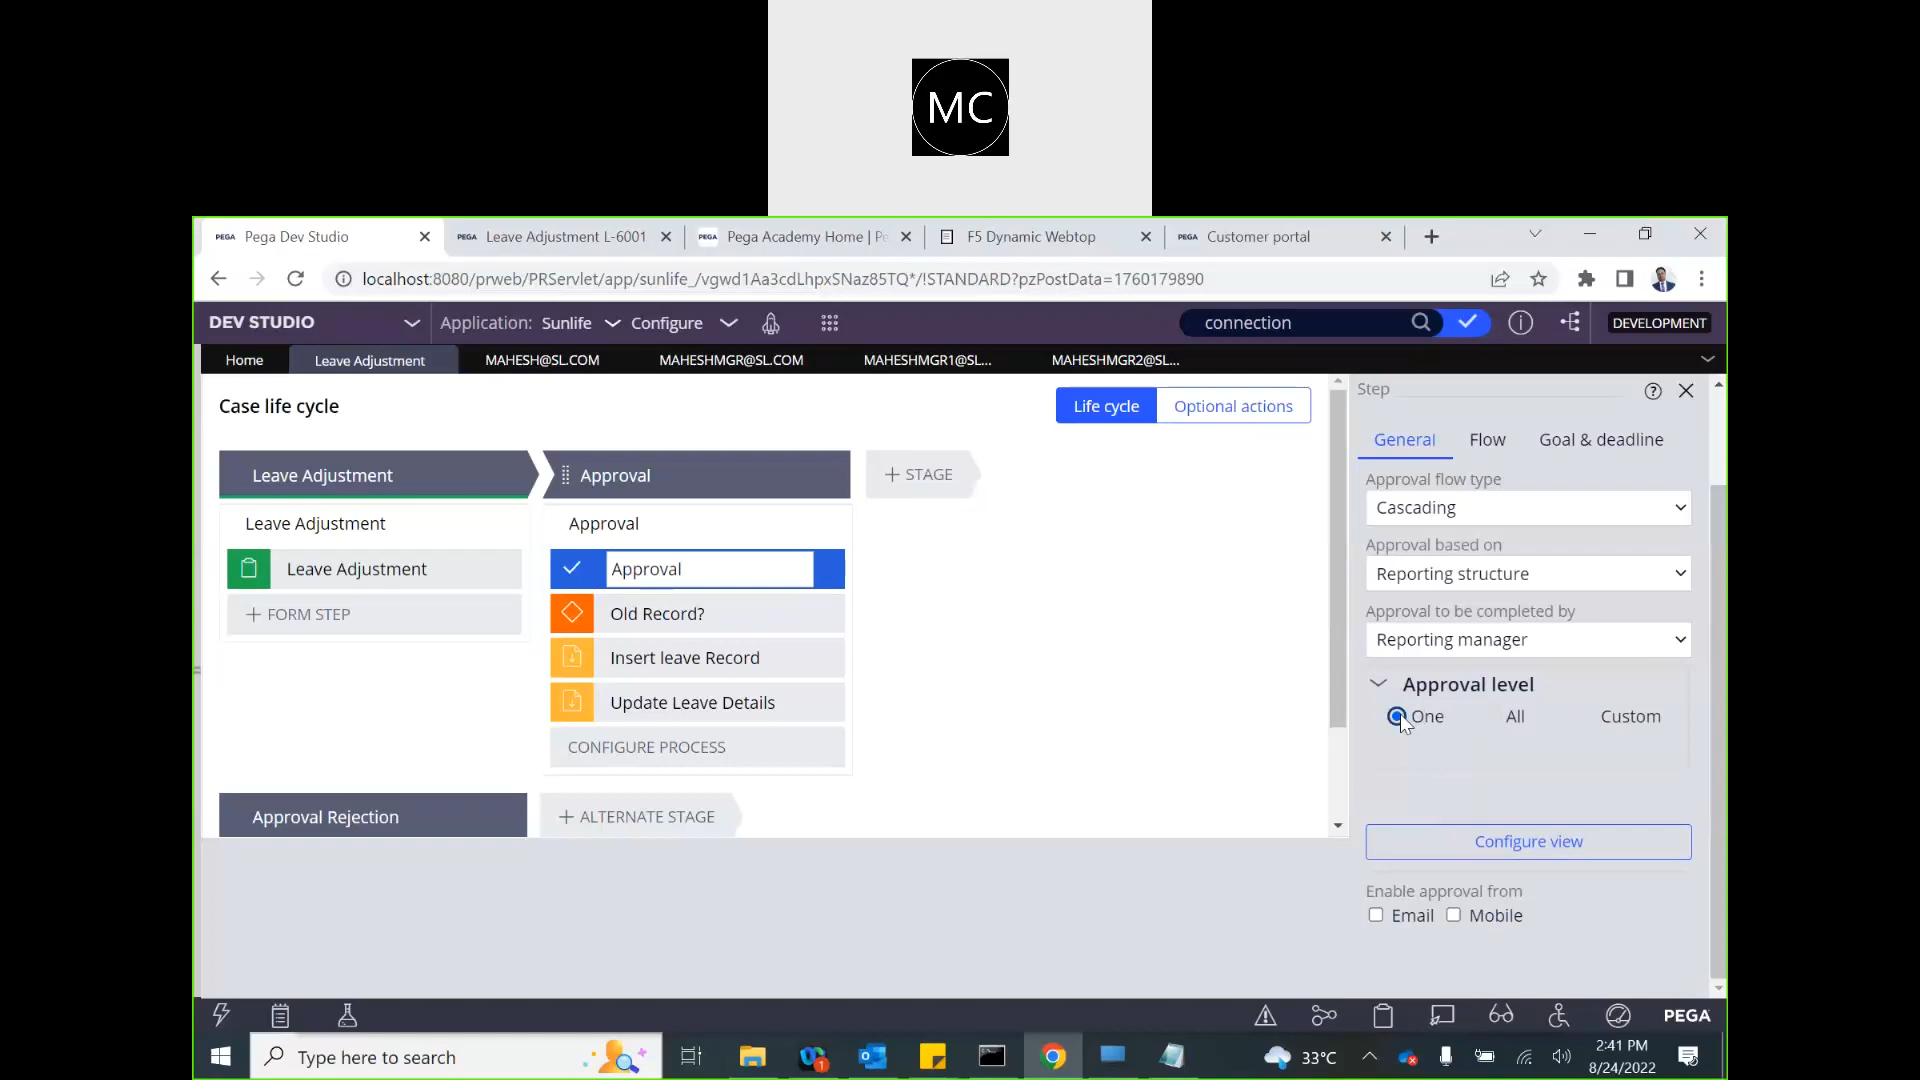 MC
PEGA Pega Dev Studio
PEGA Leave Adjustment L-6001
PEGA Pega Academy Home | Pe
F5 Dynamic Webtop
PEGA Customer portal
localhost:8080/prweb/PRServlet/app/sunlife_/vgwd1Aa3cdLhpxSNaz85TQ*/!STANDARD?pzPostData=1760179890
DEV STUDIO
Application: Sunlife
Configure
connection
DEVELOPMENT
Home
Leave Adjustment
MAHESH@SL.COM
MAHESHMGR@SL.COM
MAHESHMGR1@SL...
MAHESHMGR2@SL...
Case life cycle
Life cycle
Optional actions
Leave Adjustment
Approval
+ STAGE
Leave Adjustment
Approval
Leave Adjustment
Approval
+ FORM STEP
Old Record?
Insert leave Record
Update Leave Details
CONFIGURE PROCESS
Approval Rejection
+ ALTERNATE STAGE
Step
General
Flow
Goal & deadline
Approval flow type
Cascading
Approval based on
Reporting structure
Approval to be completed by
Reporting manager
Approval level
One
All
Custom
Configure view
Enable approval from
Email
Mobile
PEGA
Type here to search
1
33°C
2:41 PM
8/24/2022